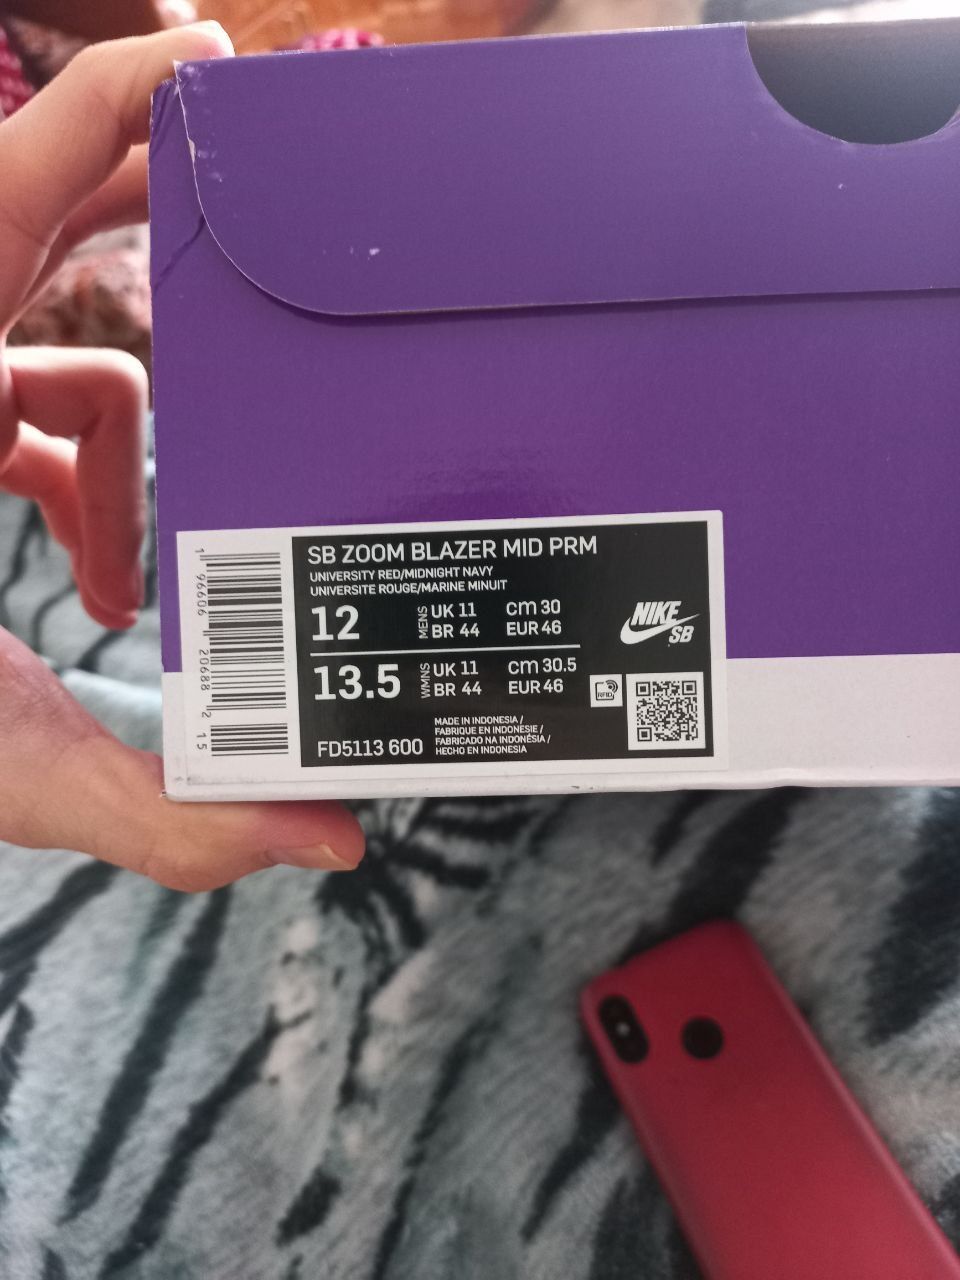 SB ZOOM BLAZER MID PRM
UNIVERSITY RED/MIDNIGHT NAVY
UNIVERSITE ROUGE/MARINE MINUIT
12 MENS UK 11 cm 30
BR 44 EUR 46
13.5 WMNS UK 11 cm 30.5
BR 44 EUR 46
NIKE
SB
RFID
FD5113 600
MADE IN INDONESIA /
FABRIQUE EN INDONESIE /
FABRICADO NA INDONÉSIA /
HECHO EN INDONESIA
1 96606 20688 2 15